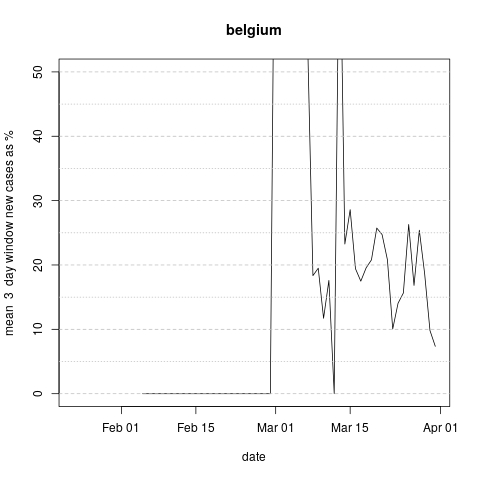 belgium
mean 3 day window new cases as %
50
40
30
20
10
0
Feb 01
Feb 15
Mar 01
Mar 15
Apr 01
date